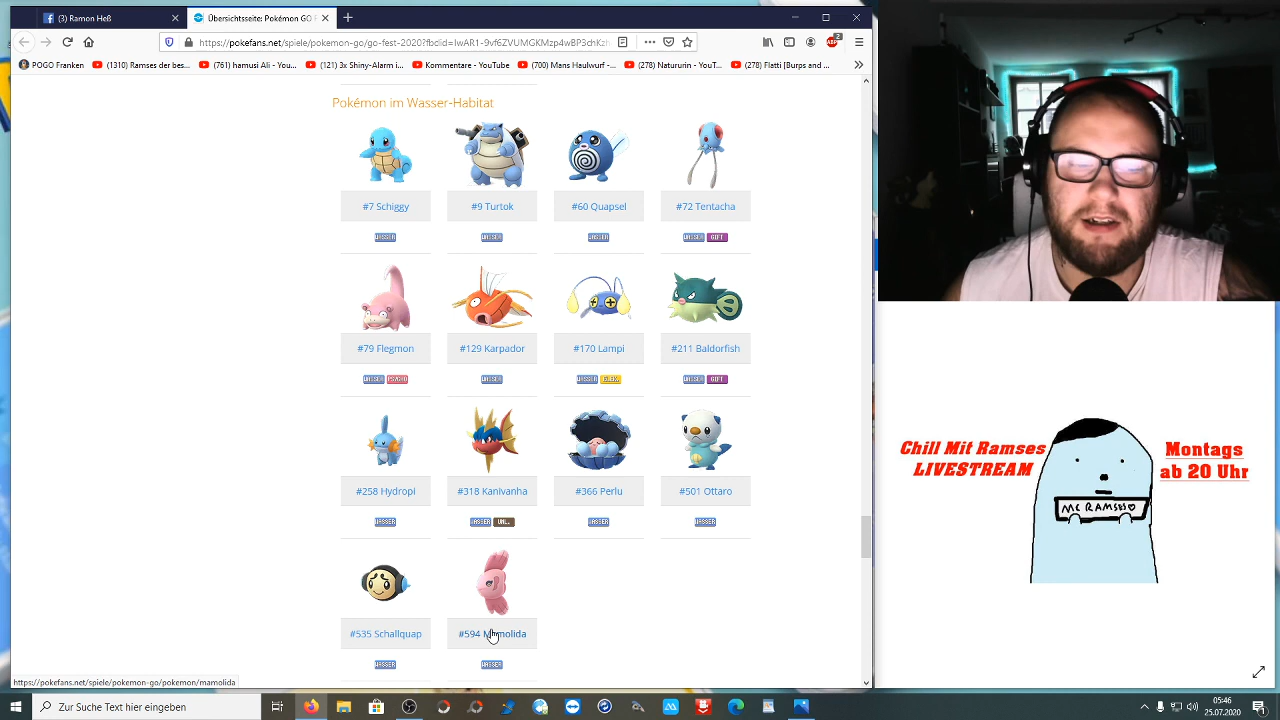 (3) Ramon Heß
Übersichtsseite: Pokémon GO F
https://pokefans.net/spiele/pokemon-go/go-fest-2020?fbclid=IwAR1-9vf6ZVUMGKMzp4wBP3chKzh
POGO Franken
(1310) Ramses der bes...
(761) hamusi Ali - You...
(121) 3x Shiny-Alarm i...
Kommentare - YouTube
(700) Mans Haulwurf -...
(278) Natururin - YouT...
(278) Flatti [Burps and ...
Pokémon im Wasser-Habitat
#7 Schiggy
#9 Turtok
#60 Quapsel
#72 Tentacha
WASSER
WASSER
WASSER
WASSER GIFT
#79 Flegmon
#129 Karpador
#170 Lampi
#211 Baldorfish
WASSER PSYCHO
WASSER
WASSER ELEK.
WASSER GIFT
#258 Hydropi
#318 Kanivanha
#366 Perlu
#501 Ottaro
WASSER
WASSER UNL.
WASSER
WASSER
#535 Schallquap
#594 Mamolida
WASSER
WASSER
https://pokefans.net/spiele/pokemon-go/pokemon/mamolida
Chill Mit Ramses
LIVESTREAM
Montags
ab 20 Uhr
MC RAMSES
Zur Suche Text hier eingeben
05:46
25.07.2020